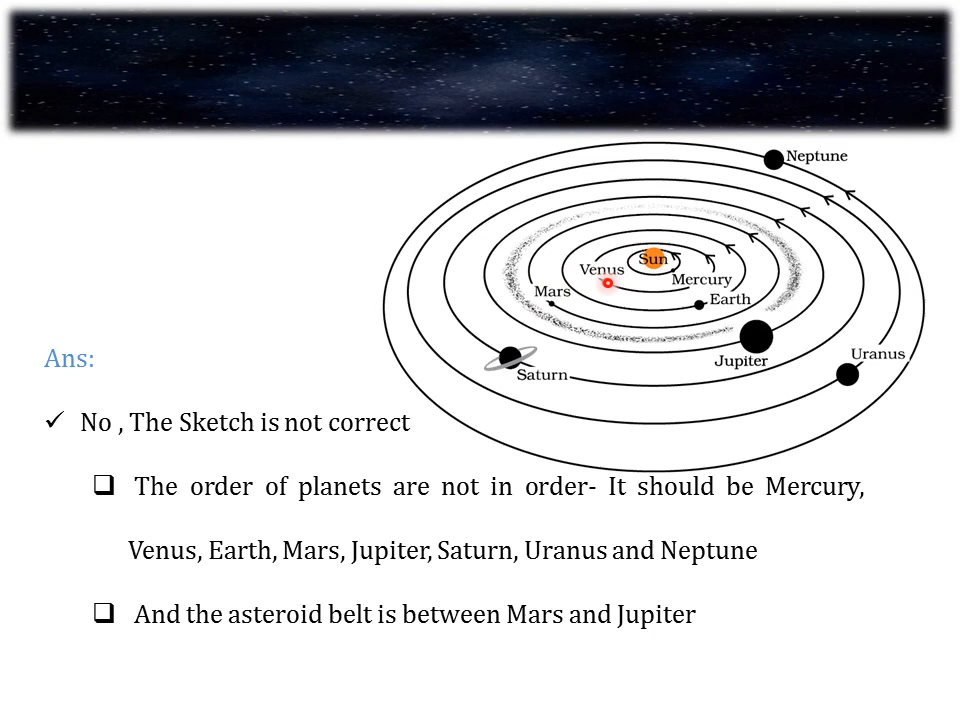 Neptune
Sun
Venus
Mercury
Mars
Earth
Jupiter
Uranus
Saturn
Ans:
No , The Sketch is not correct
The order of planets are not in order- It should be Mercury,
Venus, Earth, Mars, Jupiter, Saturn, Uranus and Neptune
And the asteroid belt is between Mars and Jupiter